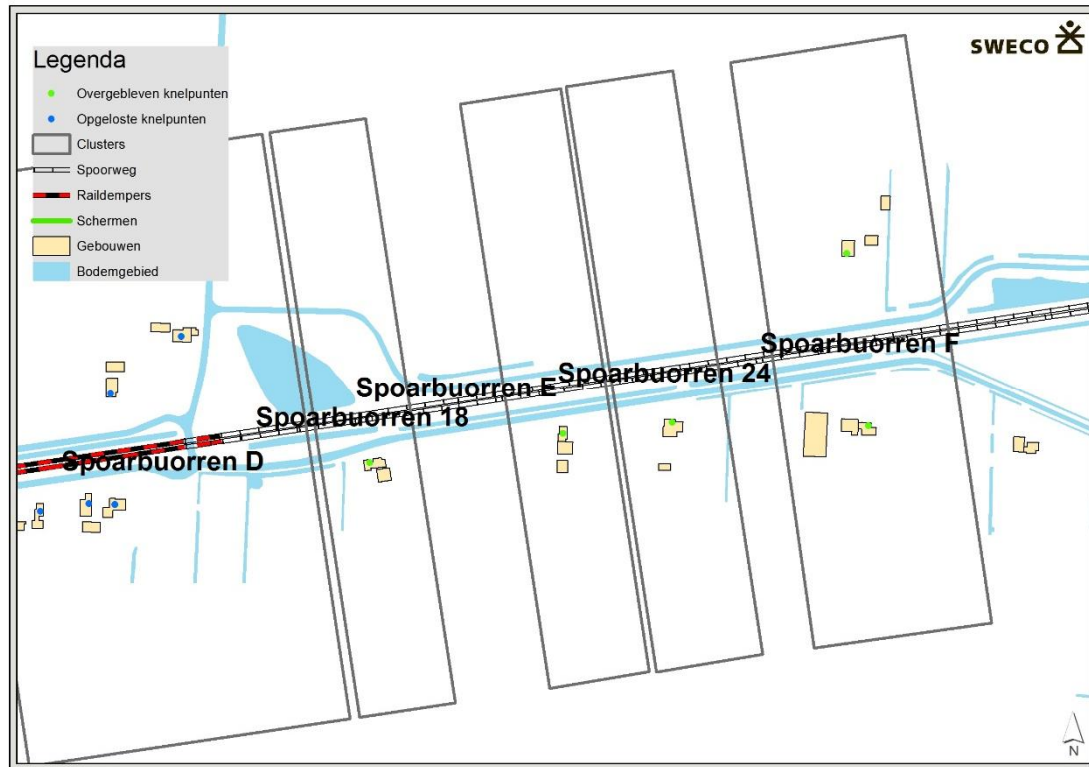 SWECO
Legenda
Overgebleven knelpunten
Opgeloste knelpunten
Clusters
Spoorweg
Raildempers
Schermen
Gebouwen
Bodemgebied
Spoarbuorren F
Spoarbuorren 24
Spoarbuorren E
Spoarbuorren 18
Spoarbuorren D
N